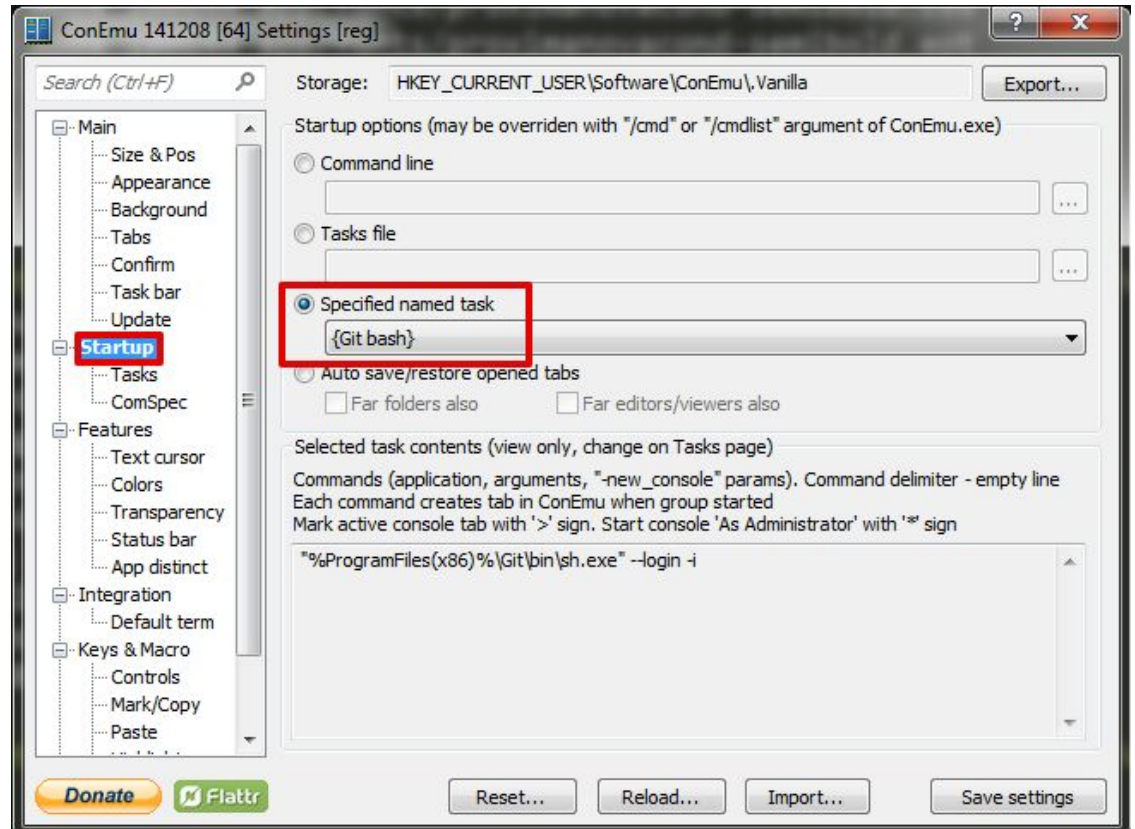 ConEmu 141208 [64] Settings [reg]
Search (Ctrl+F)
Storage: HKEY_CURRENT_USER\Software\ConEmu\.Vanilla Export...
Main
Size & Pos
Appearance
Background
Tabs
Confirm
Task bar
Update
Startup
Tasks
ComSpec
Features
Text cursor
Colors
Transparency
Status bar
App distinct
Integration
Default term
Keys & Macro
Controls
Mark/Copy
Paste
Startup options (may be overriden with "/cmd" or "/cmdlist" argument of ConEmu.exe)
Command line
...
Tasks file
...
Specified named task
{Git bash}
Auto save/restore opened tabs
Far folders also Far editors/viewers also
Selected task contents (view only, change on Tasks page)
Commands (application, arguments, "-new_console" params). Command delimiter - empty line
Each command creates tab in ConEmu when group started
Mark active console tab with '>' sign. Start console 'As Administrator' with '*' sign
"%ProgramFiles(x86)%\Git\bin\sh.exe" --login -i
Donate Flattr Reset... Reload... Import... Save settings